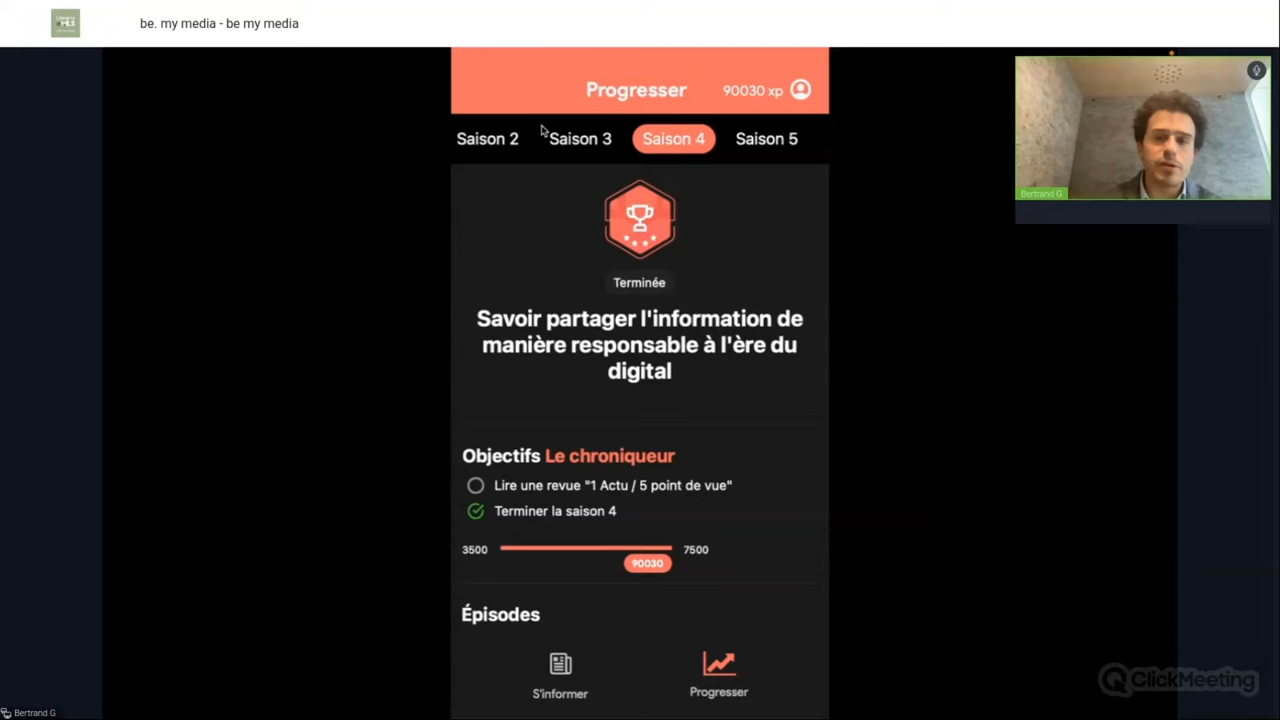 be. my media - be my media
Progresser
90030 xp
Saison 2
Saison 3
Saison 4
Saison 5
Terminée
Savoir partager l'information de
manière responsable à l'ère du
digital
Objectifs Le chroniqueur
Lire une revue "1 Actu / 5 point de vue"
Terminer la saison 4
3500
7500
90030
Épisodes
S'informer
Progresser
Bertrand G
ClickMeeting
Bertrand G